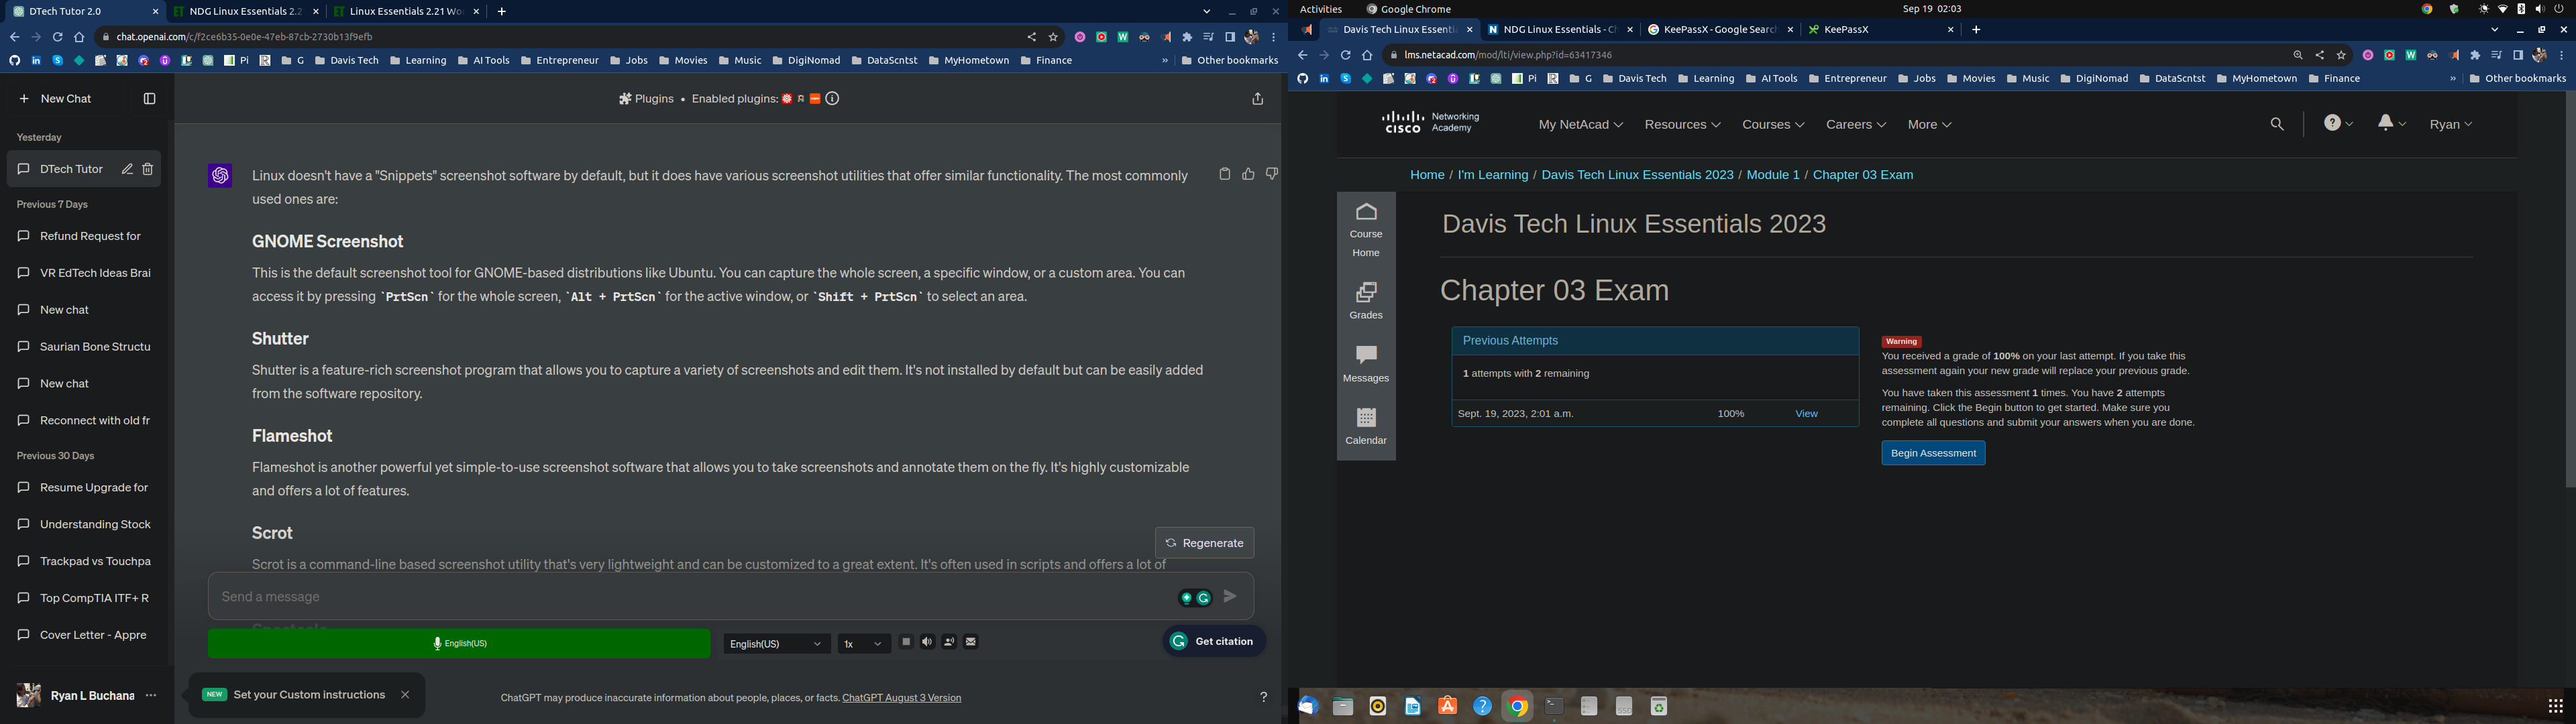 DTech Tutor 2.0
NDG Linux Essentials 2.2
Linux Essentials 2.21 Wo
chat.openai.com/c/f2ce6b35-0e0e-47eb-87cb-2730b13f9efb
Pi
G
Davis Tech
Learning
AI Tools
Entrepreneur
Jobs
Movies
Music
DigiNomad
DataScntst
MyHometown
Finance
»
Other bookmarks
New Chat
Yesterday
DTech Tutor
Previous 7 Days
Refund Request for
VR EdTech Ideas Brai
New chat
Saurian Bone Structu
New chat
Reconnect with old fr
Previous 30 Days
Resume Upgrade for
Understanding Stock
Trackpad vs Touchpa
Top CompTIA ITF+ R
Cover Letter - Appre
Ryan L Buchana
Plugins • Enabled plugins:
Linux doesn't have a "Snippets" screenshot software by default, but it does have various screenshot utilities that offer similar functionality. The most commonly
used ones are:
GNOME Screenshot
This is the default screenshot tool for GNOME-based distributions like Ubuntu. You can capture the whole screen, a specific window, or a custom area. You can
access it by pressing `PrtScn` for the whole screen, `Alt + PrtScn` for the active window, or `Shift + PrtScn` to select an area.
Shutter
Shutter is a feature-rich screenshot program that allows you to capture a variety of screenshots and edit them. It's not installed by default but can be easily added
from the software repository.
Flameshot
Flameshot is another powerful yet simple-to-use screenshot software that allows you to take screenshots and annotate them on the fly. It's highly customizable
and offers a lot of features.
Scrot
Scrot is a command-line based screenshot utility that's very lightweight and can be customized to a great extent. It's often used in scripts and offers a lot of
Regenerate
Send a message
English(US)
English(US)
1x
Get citation
NEW Set your Custom instructions
ChatGPT may produce inaccurate information about people, places, or facts. ChatGPT August 3 Version
?
Activities
Google Chrome
Sep 19 02:03
Davis Tech Linux Essentia
NDG Linux Essentials - Ch
KeePassX - Google Search
KeePassX
lms.netacad.com/mod/lti/view.php?id=63417346
Pi
G
Davis Tech
Learning
AI Tools
Entrepreneur
Jobs
Movies
Music
DigiNomad
DataScntst
MyHometown
Finance
»
Other bookmarks
CISCO Networking Academy
My NetAcad
Resources
Courses
Careers
More
Ryan
Home / I'm Learning / Davis Tech Linux Essentials 2023 / Module 1 / Chapter 03 Exam
Course
Home
Grades
Messages
Calendar
Davis Tech Linux Essentials 2023
Chapter 03 Exam
Previous Attempts
1 attempts with 2 remaining
Sept. 19, 2023, 2:01 a.m. 100% View
Warning
You received a grade of 100% on your last attempt. If you take this
assessment again your new grade will replace your previous grade.
You have taken this assessment 1 times. You have 2 attempts
remaining. Click the Begin button to get started. Make sure you
complete all questions and submit your answers when you are done.
Begin Assessment